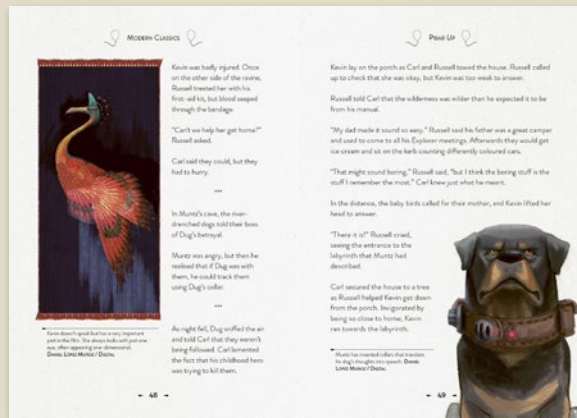 MODERN CLASSICS
Kevin was badly injured. Once
on the other side of the ravine,
Russell treated her with his
first-aid kit, but blood seeped
through the bandage.
"Can't we help her get home?"
Russell asked.
Carl said they could, but they
had to hurry.
***
In Muntz's cave, the river-
drenched dogs told their boss
of Dug's betrayal.
Muntz was angry, but then he
realised that if Dug was with
them, he could track them
using Dug's collar.
***
As night fell, Dug sniffed the air
and told Carl that they weren't
being followed. Carl lamented
the fact that his childhood hero
was trying to kill them.
Kevin doesn't speak but has a very important
part in the film. She always looks with just one
eye, often appearing one-dimensional.
DANIEL LÓPEZ MUÑOZ / DIGITAL
48
PIXAR UP
Kevin lay on the porch as Carl and Russell towed the house. Russell called
up to check that she was okay, but Kevin was too weak to answer.
Russell told Carl that the wilderness was wilder than he expected it to be
from his manual.
"My dad made it sound so easy." Russell said his father was a great camper
and used to come to all his Explorer meetings. Afterwards they would get
ice-cream and sit on the kerb counting differently coloured cars.
"That might sound boring," Russell said, "but I think the boring stuff is the
stuff I remember the most." Carl knew just what he meant.
In the distance, the baby birds called for their mother, and Kevin lifted her
head to answer.
"There it is!" Russell cried,
seeing the entrance to the
labyrinth that Muntz had
described.
Carl secured the house to a tree
as Russell helped Kevin get down
from the porch. Invigorated by
being so close to home, Kevin
ran towards the labyrinth.
Muntz has invented collars that translate
his dog's thoughts into speech. DANIEL
LÓPEZ MUÑOZ / DIGITAL
49